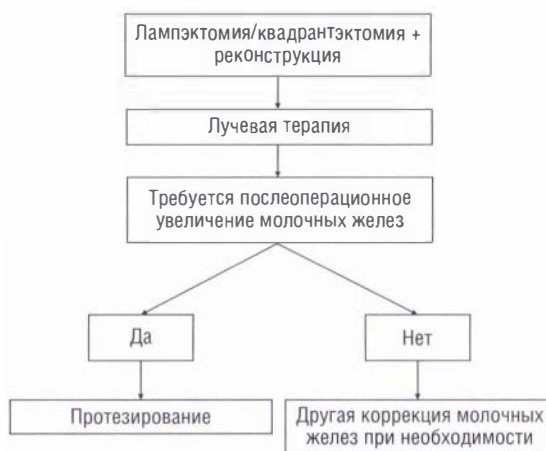 Лампэктомия/квадрантэктомия +
реконструкция
Лучевая терапия
Требуется послеоперационное
увеличение молочных желез
Да
Нет
Протезирование
Другая коррекция молочных
желез при необходимости